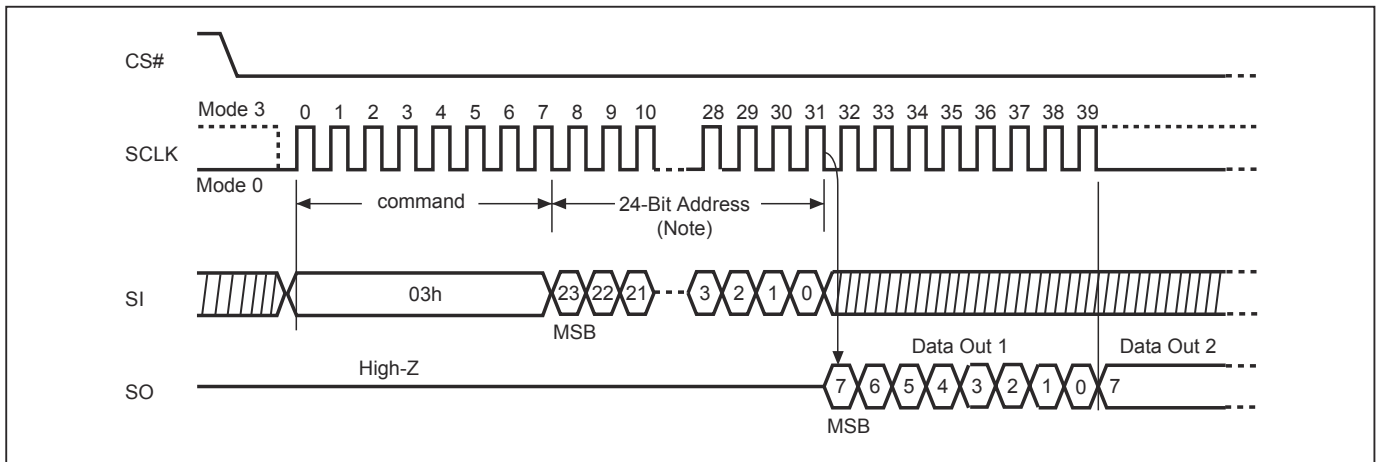 CS#
Mode 3
0 1 2 3 4 5 6 7 8 9 10 28 29 30 31 32 33 34 35 36 37 38 39
SCLK
Mode 0
command
24-Bit Address
(Note)
SI
03h
23 22 21 3 2 1 0
MSB
Data Out 1
Data Out 2
High-Z
SO
7 6 5 4 3 2 1 0 7
MSB